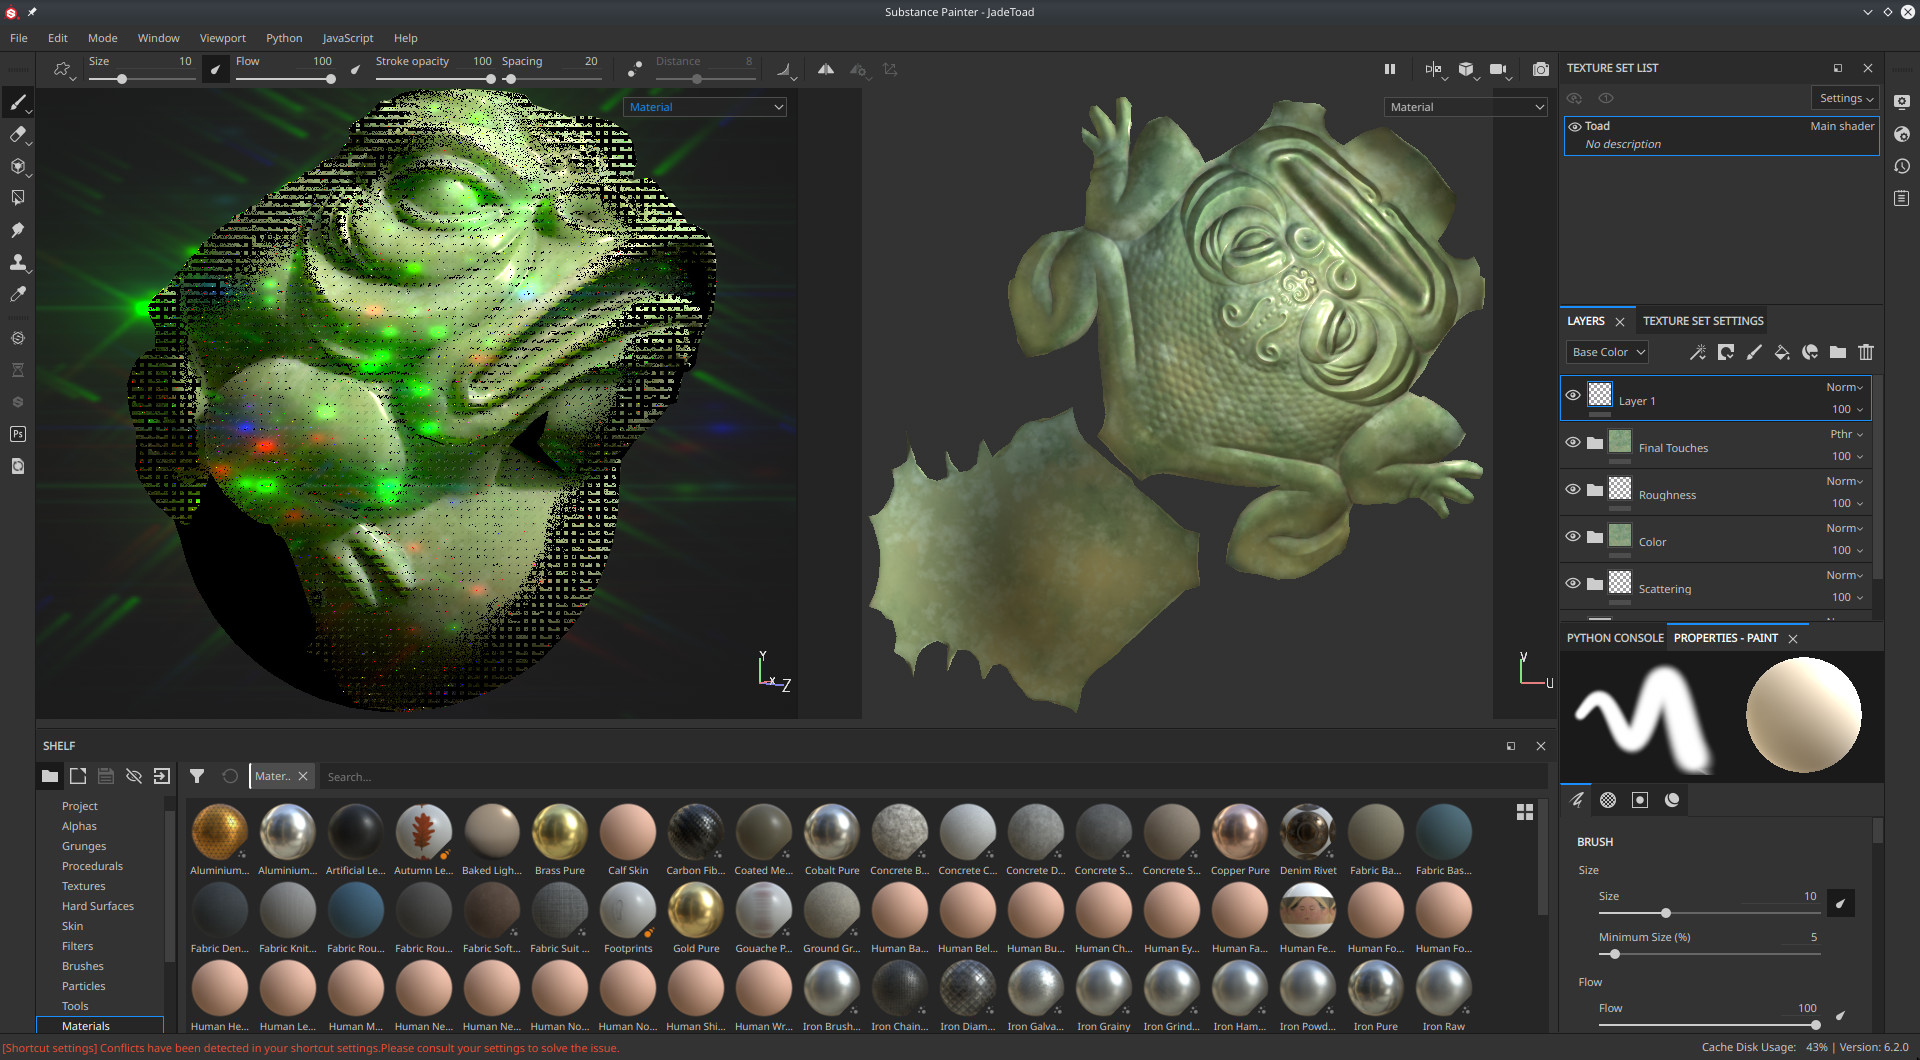 Substance Painter - JadeToad
File Edit Mode Window Viewport Python JavaScript Help
Size 10 Flow 100 Stroke opacity 100 Spacing 20 Distance 8
Material
Material
Y
X
Z
V
U
TEXTURE SET LIST
Settings
Toad Main shader
No description
LAYERS TEXTURE SET SETTINGS
Base Color
Layer 1 Norm 100
Final Touches Pthr 100
Roughness Norm 100
Color Norm 100
Scattering Norm 100
PYTHON CONSOLE PROPERTIES - PAINT
BRUSH
Size
Size 10
Minimum Size (%) 5
Flow
Flow 100
SHELF
Mater.. Search...
Project
Alphas
Grunges
Procedurals
Textures
Hard Surfaces
Skin
Filters
Brushes
Particles
Tools
Materials
Aluminium... Aluminium... Artificial Le... Autumn Le... Baked Ligh... Brass Pure Calf Skin Carbon Fib... Coated Me... Cobalt Pure Concrete B... Concrete C... Concrete D... Concrete S... Concrete S... Copper Pure Denim Rivet Fabric Ba... Fabric Bas...
Fabric Den... Fabric Knit... Fabric Rou... Fabric Rou... Fabric Soft... Fabric Suit ... Footprints Gold Pure Gouache P... Ground Gr... Human Ba... Human Bel... Human Bu... Human Ch... Human Ey... Human Fa... Human Fe... Human Fo... Human Fo...
Human He... Human Le... Human M... Human Ne... Human Ne... Human No... Human No... Human Shi... Human Wr... Iron Brush... Iron Chain... Iron Diam... Iron Galva... Iron Grainy Iron Grind... Iron Ham... Iron Powd... Iron Pure Iron Raw
Ps
[Shortcut settings] Conflicts have been detected in your shortcut settings.Please consult your settings to solve the issue.
Cache Disk Usage: 43% | Version: 6.2.0